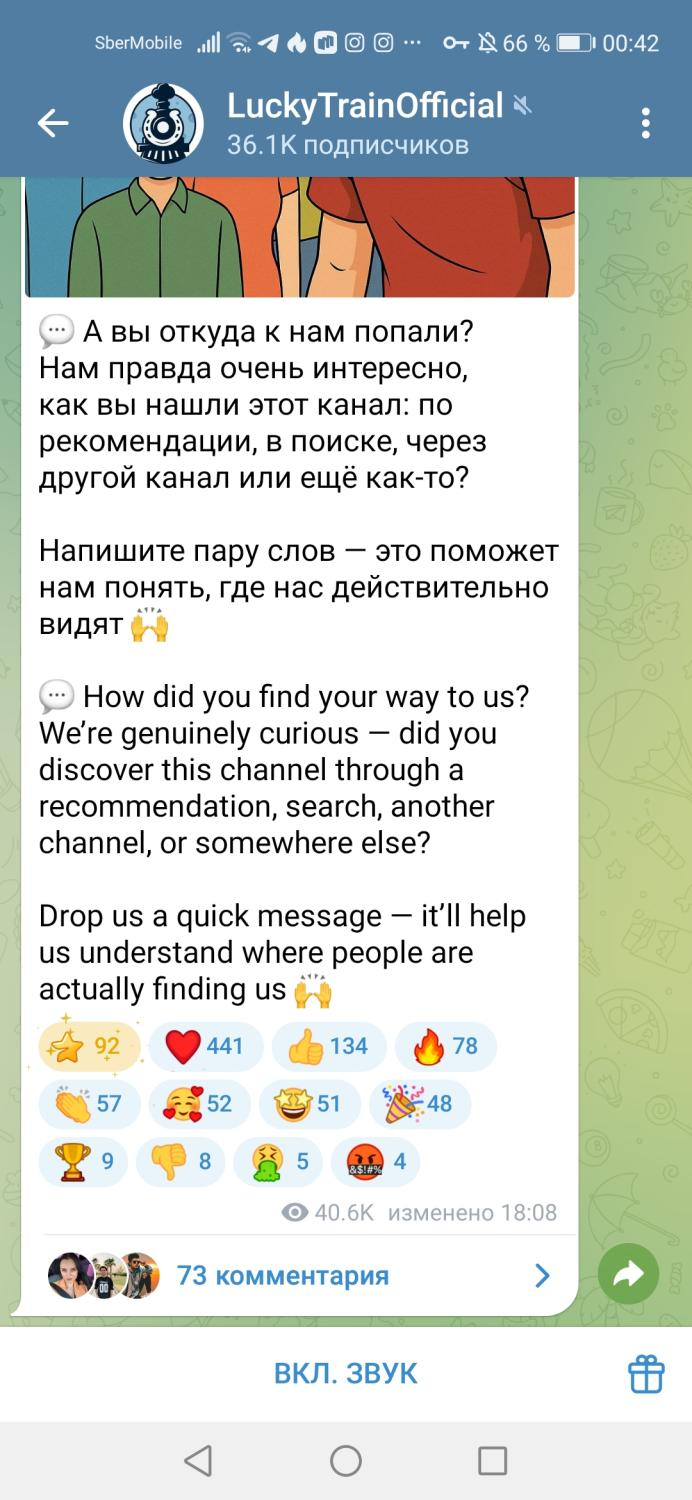 SberMobile ... 66 % 00:42
LuckyTrainOfficial
36.1K подписчиков
💬 А вы откуда к нам попали?
Нам правда очень интересно,
как вы нашли этот канал: по
рекомендации, в поиске, через
другой канал или ещё как-то?
Напишите пару слов — это поможет
нам понять, где нас действительно
видят 🙌
💬 How did you find your way to us?
We’re genuinely curious — did you
discover this channel through a
recommendation, search, another
channel, or somewhere else?
Drop us a quick message — it’ll help
us understand where people are
actually finding us 🙌
⭐ 92 ❤️ 441 👍 134 🔥 78
👏 57 🥰 52 🤩 51 🎉 48
🏆 9 👎 8 🤮 5 🤬 4
40.6K изменено 18:08
73 комментария
ВКЛ. ЗВУК